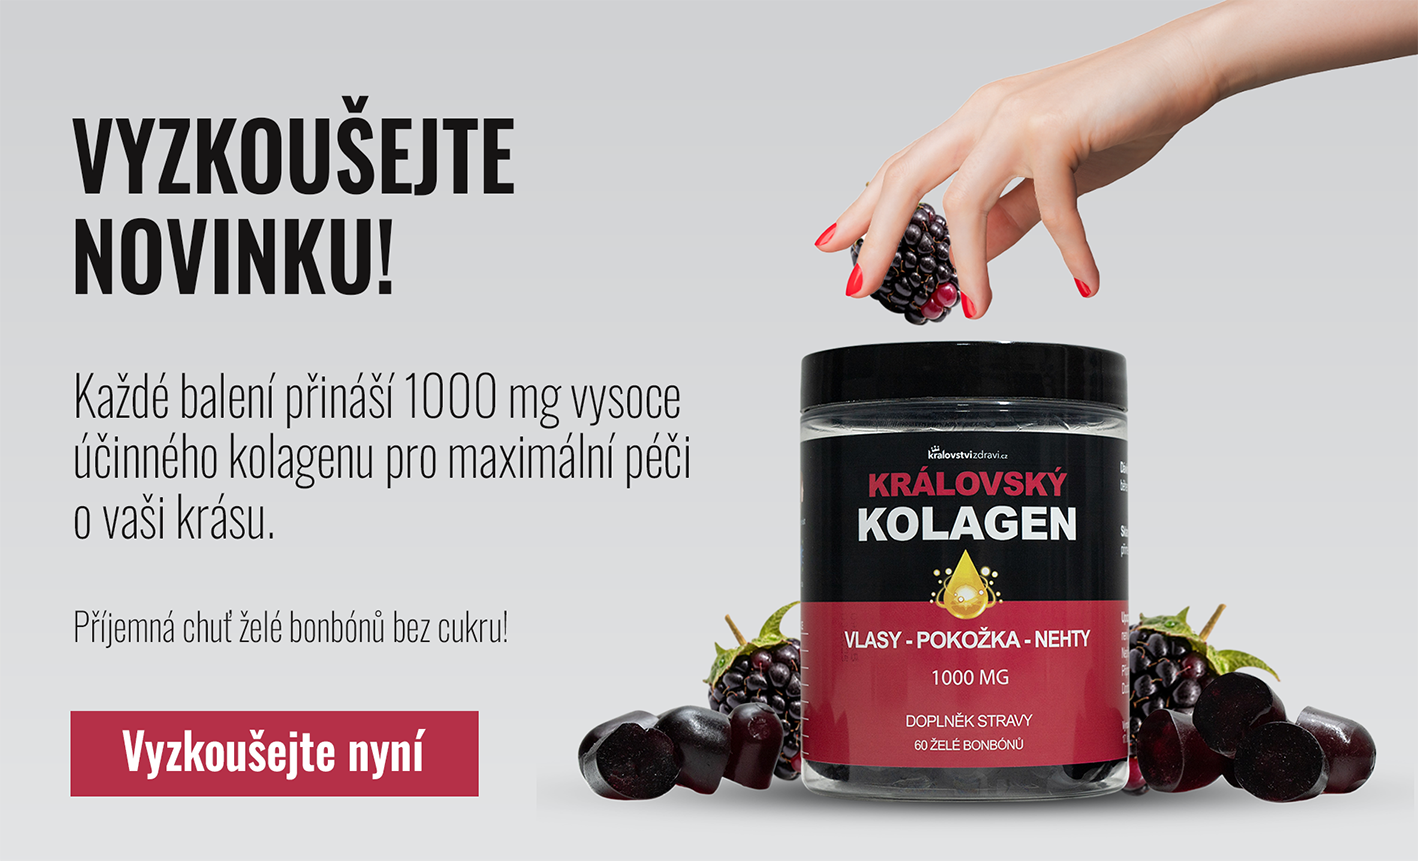 VYZKOUŠEJTE
NOVINKU!
Každé balení přináší 1000 mg vysoce
účinného kolagenu pro maximální péči
o vaši krásu.
Příjemná chuť želé bonbónů bez cukru!
Vyzkoušejte nyní
kralovstvizdravi.cz
KRÁLOVSKÝ
KOLAGEN
VLASY - POKOŽKA - NEHTY
1000 MG
DOPLNĚK STRAVY
60 ŽELÉ BONBÓNŮ